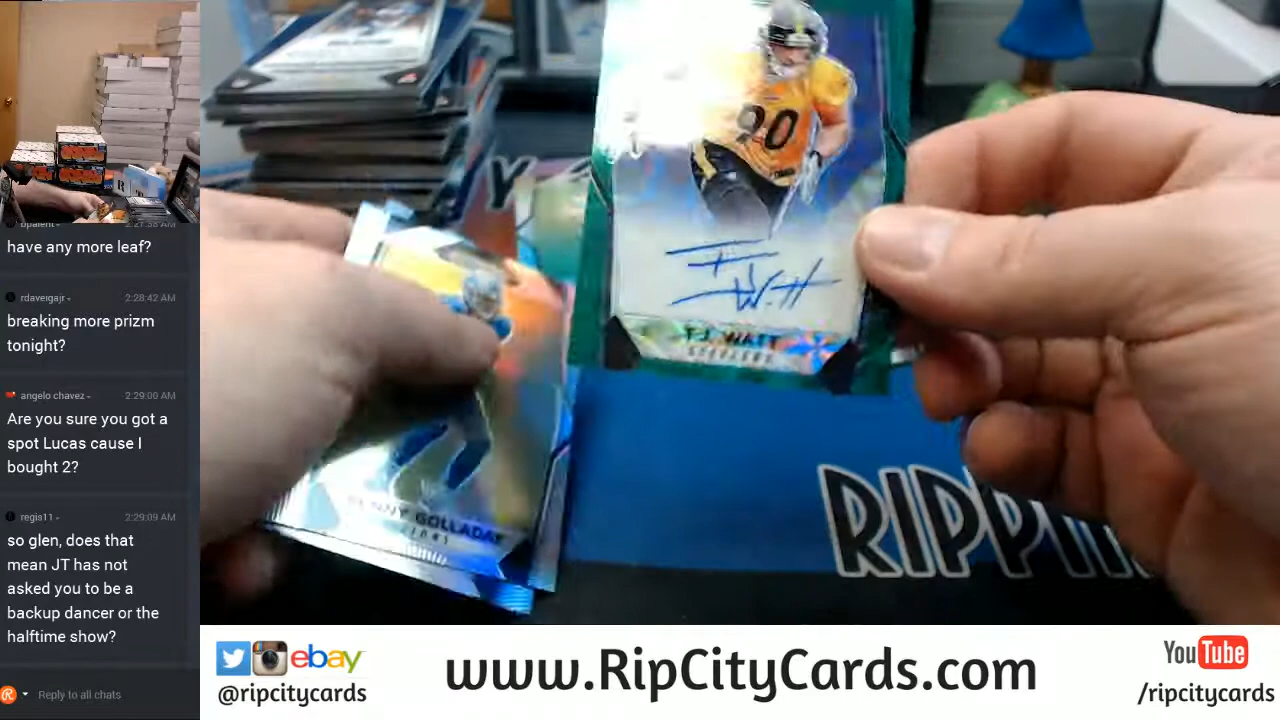 have any more leaf?
rdaveigajr
2:28:42 AM
breaking more prizm
tonight?
angelo chavez
2:29:00 AM
Are you sure you got a
spot Lucas cause I
bought 2?
regis11
2:29:09 AM
so glen, does that
mean JT has not
asked you to be a
backup dancer or the
halftime show?
Reply to all chats
90
T.J. WATT
STEELERS
KENNY GOLLADAY
RIPPIN
ebay
@ripcitycards
www.RipCityCards.com
YouTube
/ripcitycards